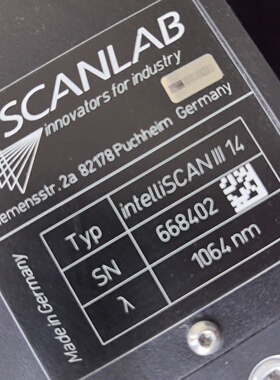 SCANLAB
innovators for industry
iemensstr. 2a 82178 Puchheim Germany
Typ intelliSCAN III 14
SN 668402
λ 1064 nm
Made in Germany